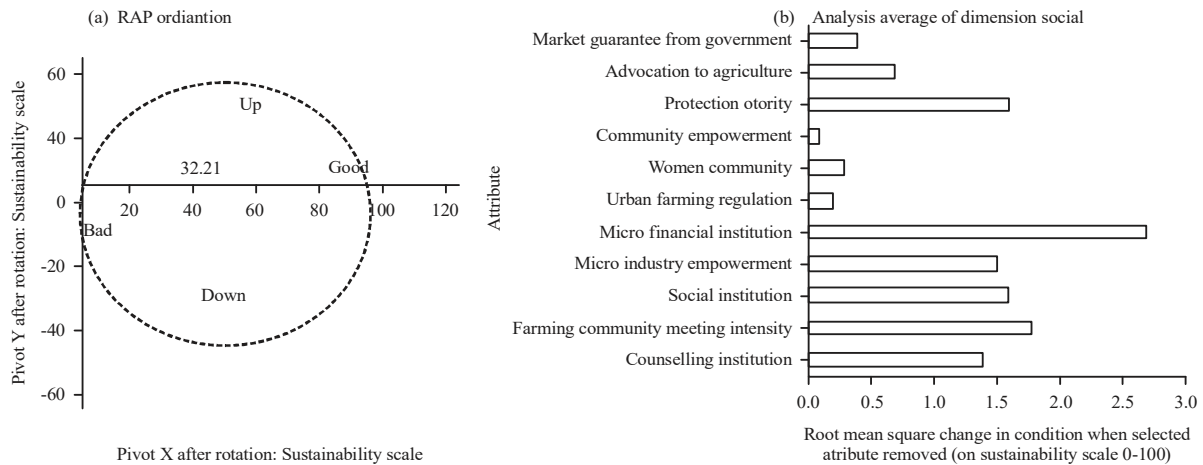 (a) RAP ordiantion
Pivot Y after rotation: Sustainability scale
60
40
20
0
-20
-40
-60
Up
32.21
Good
20
40
60
80
100
120
Bad
Down
Pivot X after rotation: Sustainability scale
(b) Analysis average of dimension social
Attribute
Market guarantee from government
Advocation to agriculture
Protection otority
Community empowerment
Women community
Urban farming regulation
Micro financial institution
Micro industry empowerment
Social institution
Farming community meeting intensity
Counselling institution
0.0
0.5
1.0
1.5
2.0
2.5
3.0
Root mean square change in condition when selected
atribute removed (on sustainability scale 0-100)